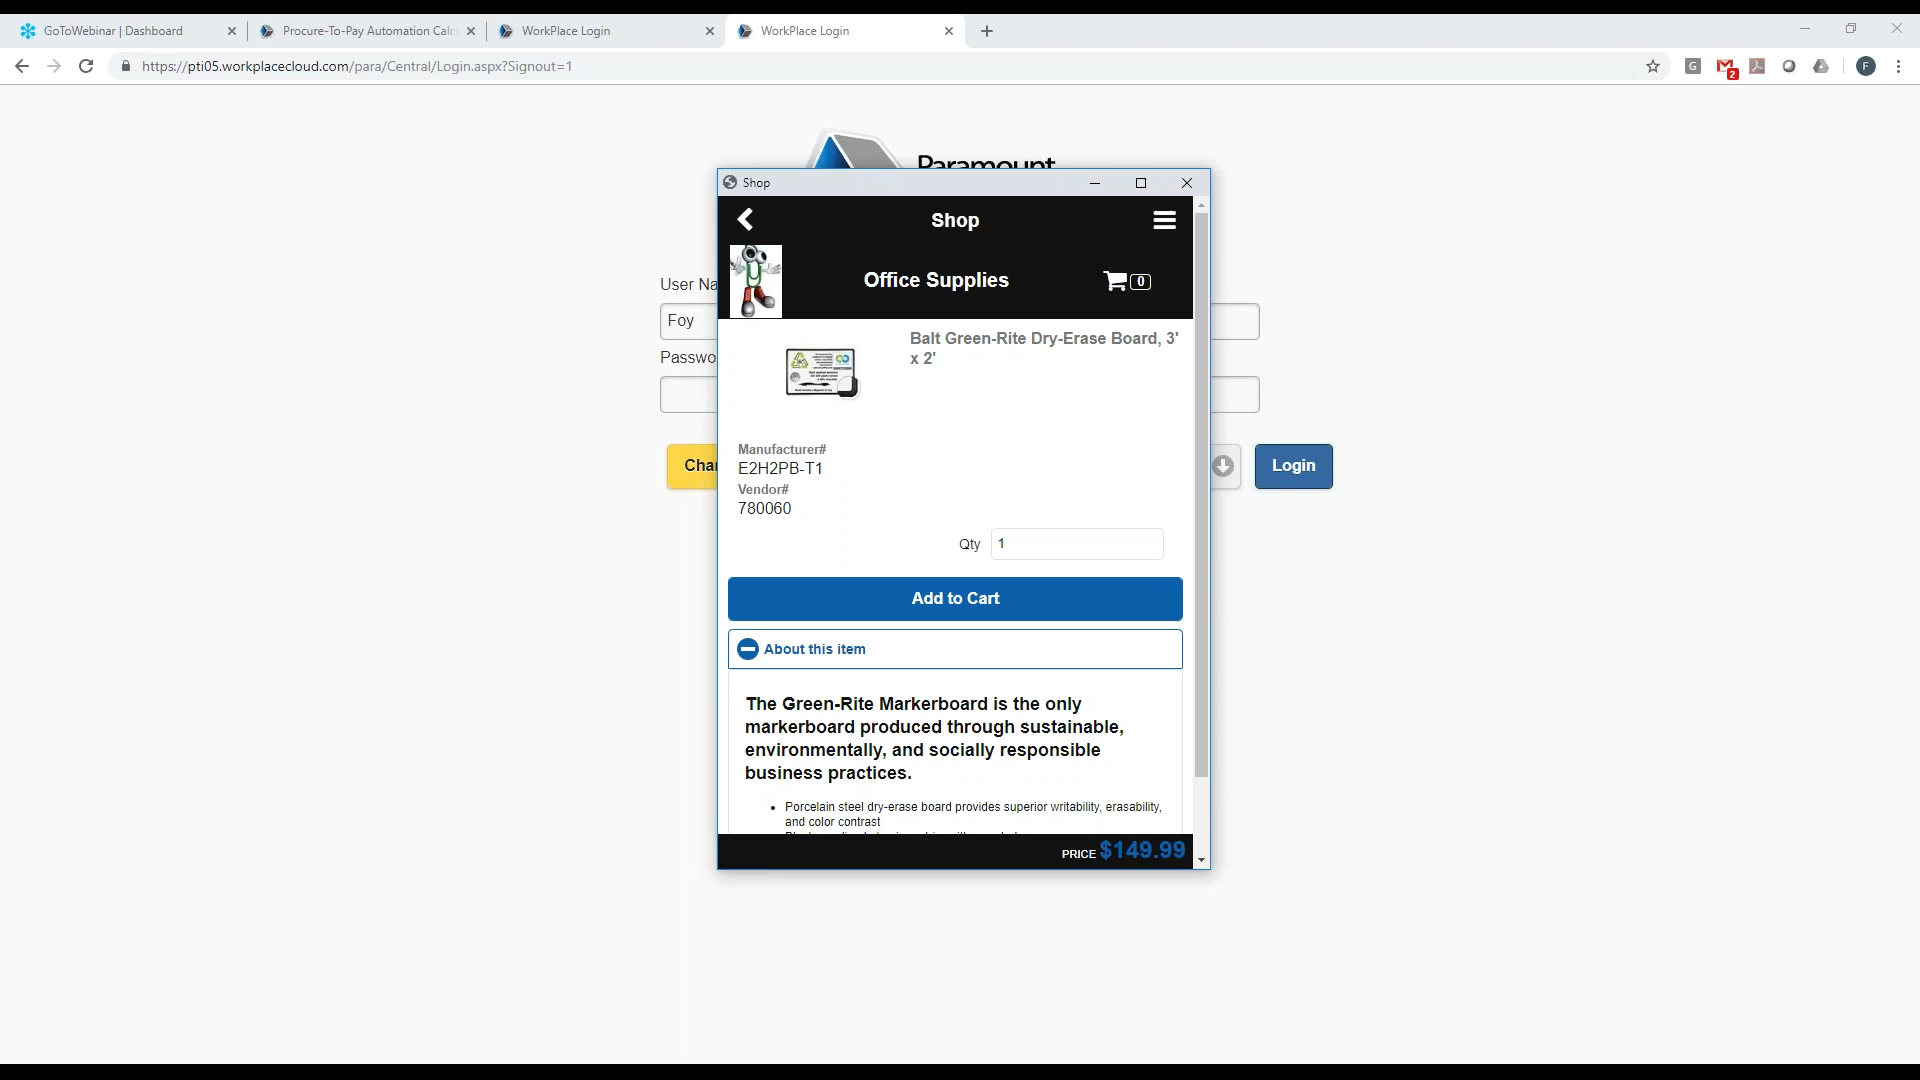 GoToWebinar | Dashboard
Procure-To-Pay Automation Calc
WorkPlace Login
WorkPlace Login
https://pti05.workplacecloud.com/para/Central/Login.aspx?Signout=1
G
2
F
Paramount
Shop
Shop
Office Supplies
0
User Na
Foy
Passwo
Char
Login
Balt Green-Rite Dry-Erase Board, 3'
x 2'
Manufacturer#
E2H2PB-T1
Vendor#
780060
Qty 1
Add to Cart
About this item
The Green-Rite Markerboard is the only
markerboard produced through sustainable,
environmentally, and socially responsible
business practices.
• Porcelain steel dry-erase board provides superior writability, erasability,
and color contrast
PRICE $149.99